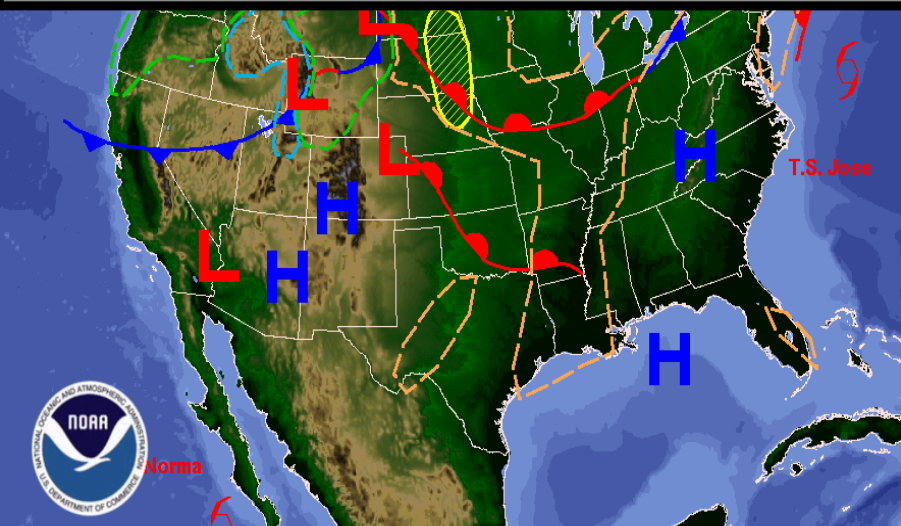 L
L
L
H
T.S. Jose
H
L
H
H
NATIONAL OCEANIC AND ATMOSPHERIC ADMINISTRATION
NOAA
U.S. DEPARTMENT OF COMMERCE
Norma